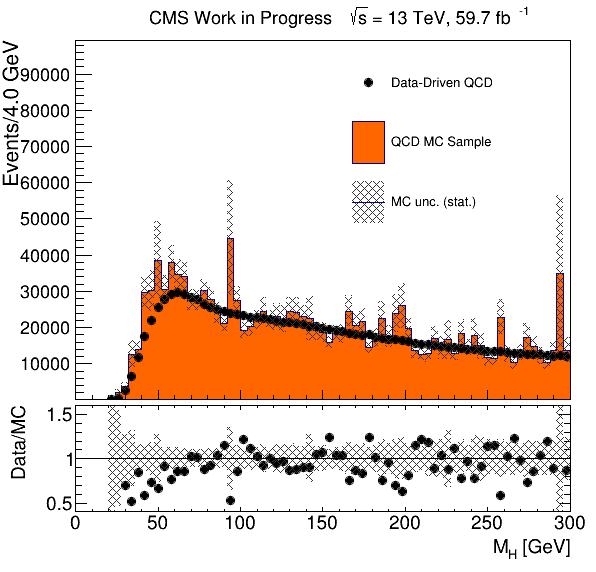 CMS Work in Progress √s = 13 TeV, 59.7 fb -1
Events/4.0 GeV
90000
80000
70000
60000
50000
40000
30000
20000
10000
Data-Driven QCD
QCD MC Sample
MC unc. (stat.)
Data/MC
1.5
1
0.5
0 50 100 150 200 250 300
M_H [GeV]